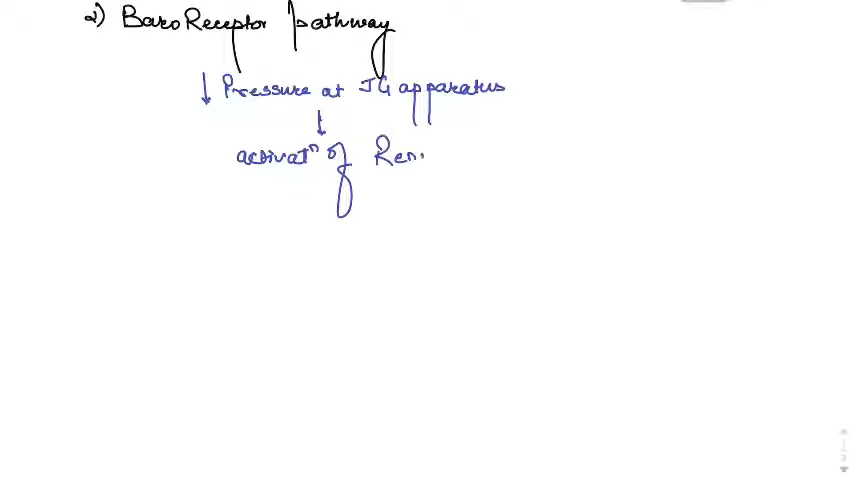 2) BaroReceptor pathway
↓ Pressure at JG apparatus
↓
activatⁿ of Ren